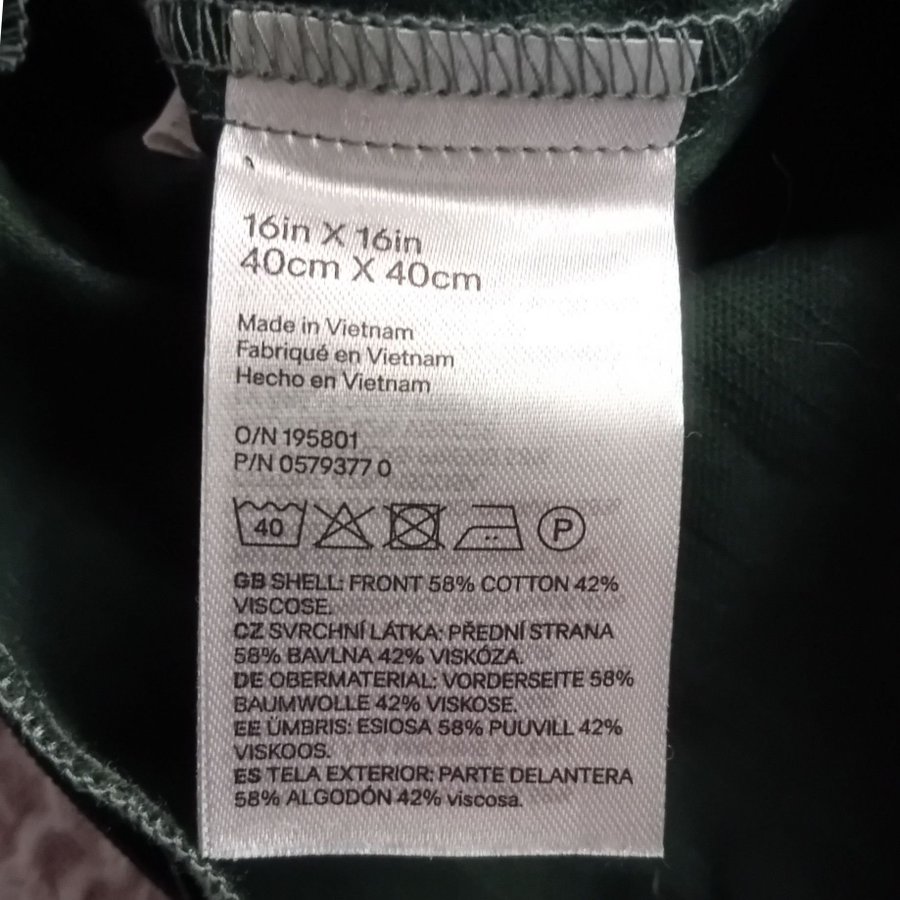 16in X 16in
40cm X 40cm
Made in Vietnam
Fabriqué en Vietnam
Hecho en Vietnam
O/N 195801
P/N 0579377 0
40
P
GB SHELL: FRONT 58% COTTON 42%
VISCOSE.
CZ SVRCHNÍ LÁTKA: PŘEDNÍ STRANA
58% BAVLNA 42% VISKÓZA.
DE OBERMATERIAL: VORDERSEITE 58%
BAUMWOLLE 42% VISKOSE.
EE ÜMBRIS: ESIOSA 58% PUUVILL 42%
VISKOOS.
ES TELA EXTERIOR: PARTE DELANTERA
58% ALGODÓN 42% viscosa.